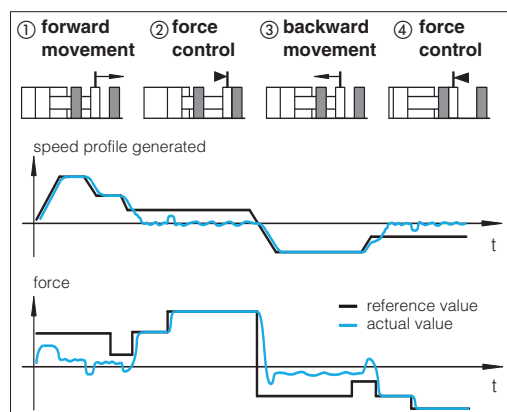 ① forward movement
② force control
③ backward movement
④ force control
speed profile generated
t
force
reference value
actual value
t